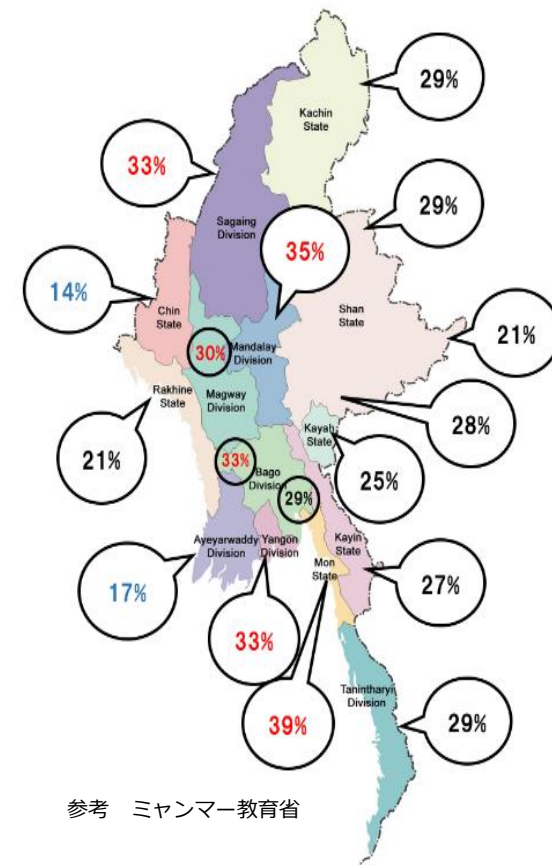 29%
Kachin
State
33%
29%
Sagaing
Division
35%
14%
Chin
State
Shan
State
21%
30%
Mandalay
Division
Rakhine
State
Magway
Division
28%
Kayah
State
21%
33%
Bago
Division
25%
29%
Ayeyarwaddy
Division
Yangon
Division
Kayin
State
Mon
State
17%
27%
33%
Tanintharyi
Division
39%
29%
参考　ミャンマー教育省